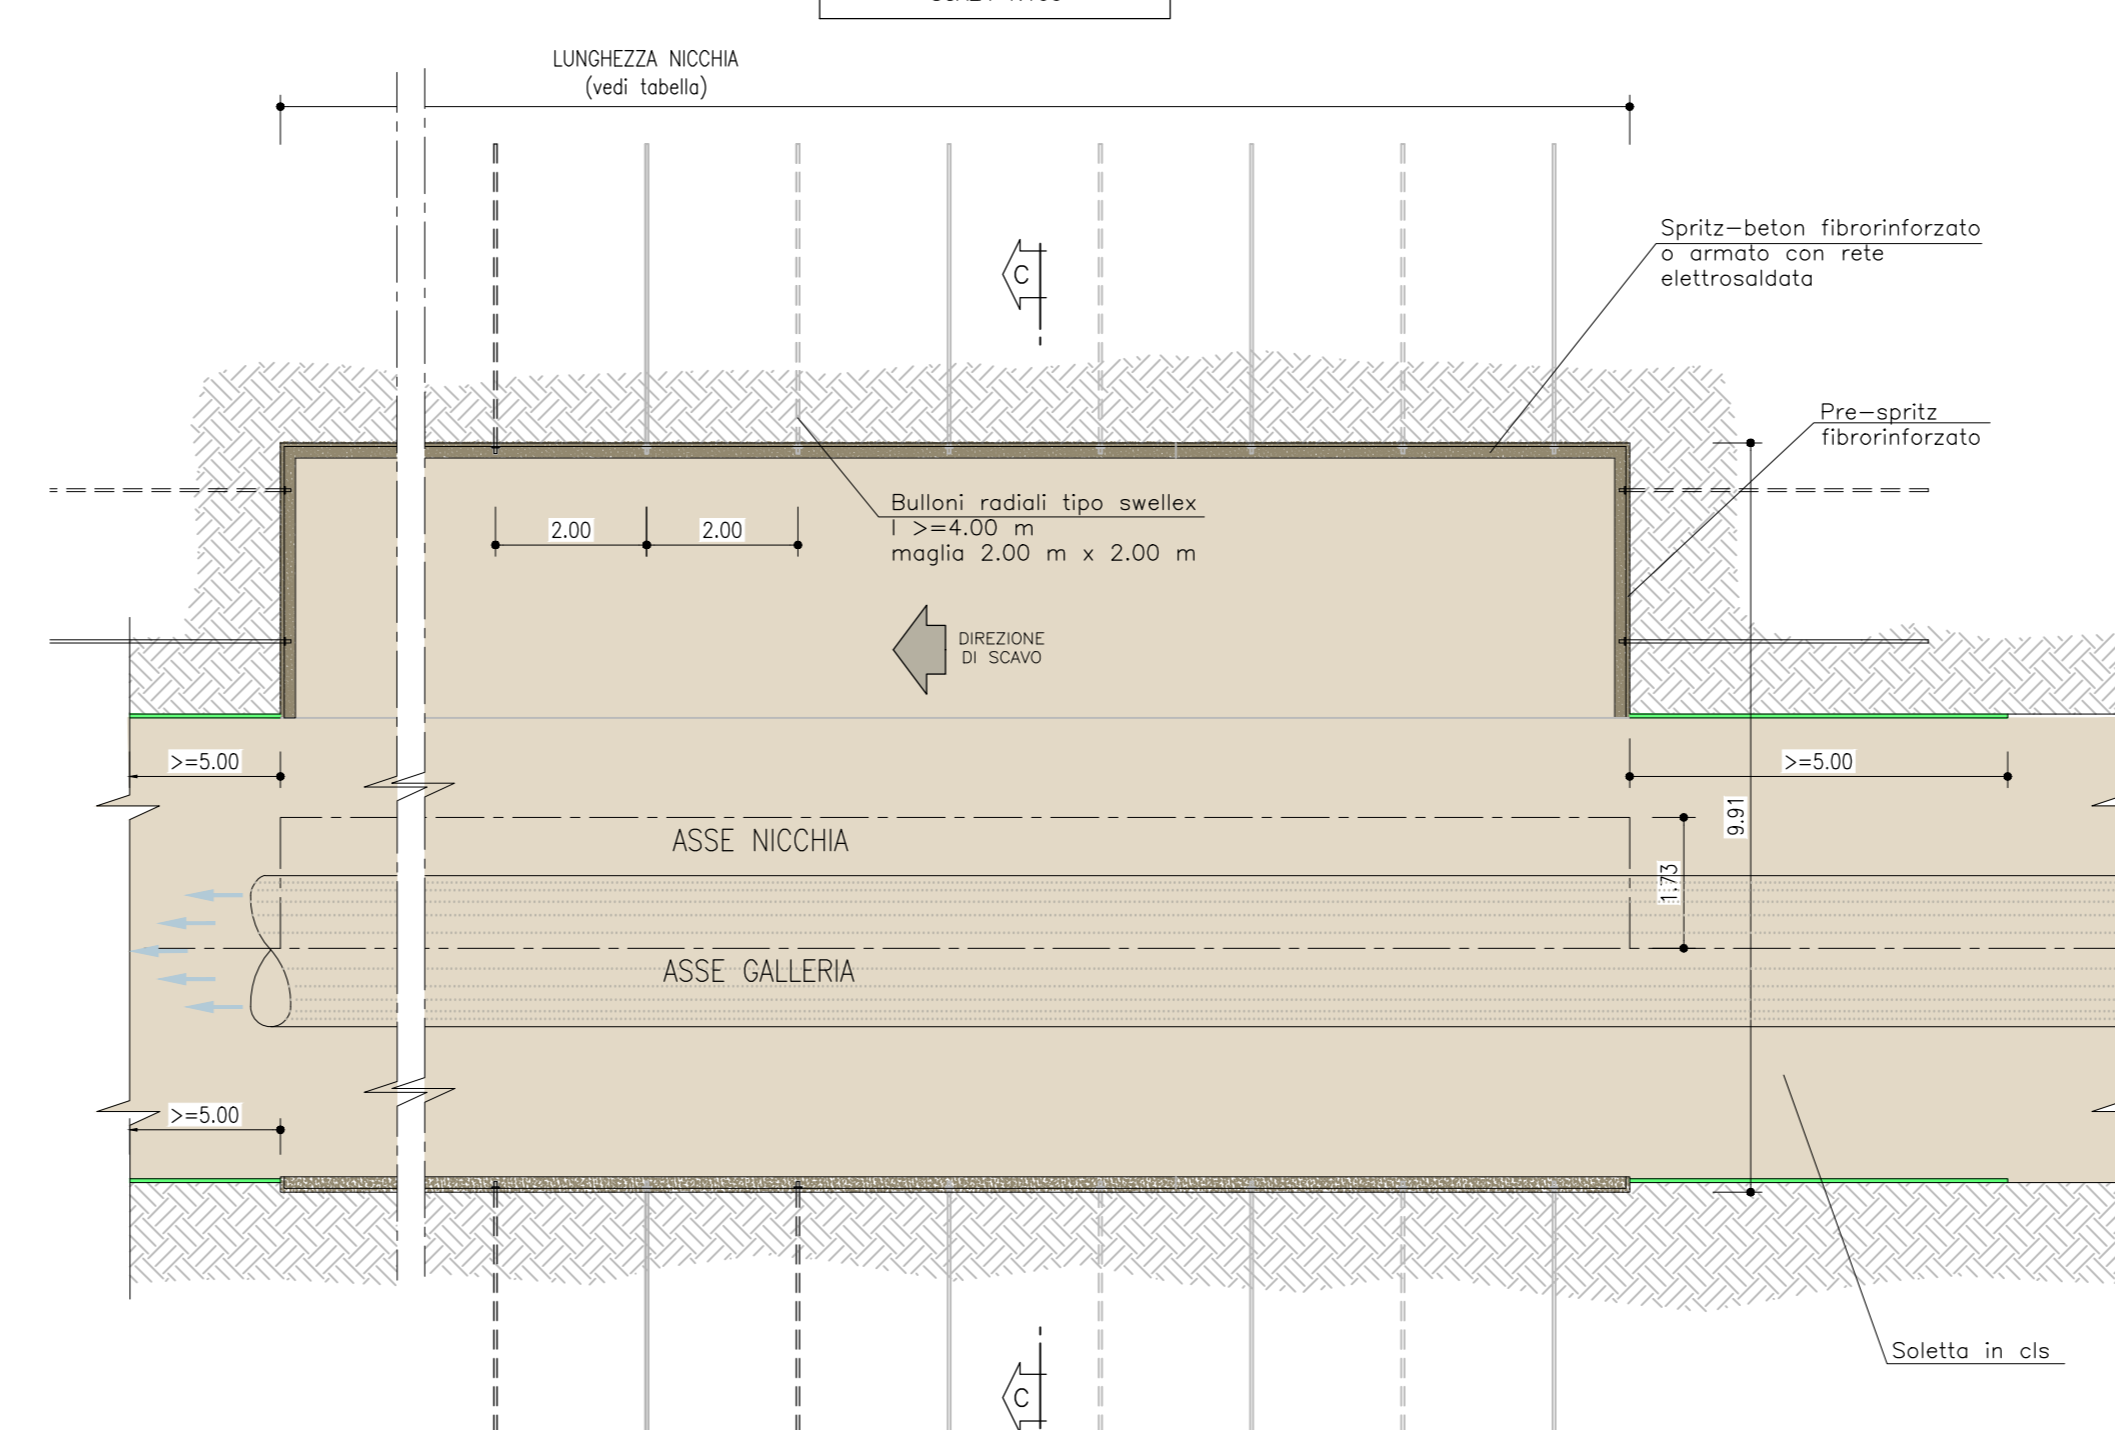 LUNGHEZZA NICCHIA
(vedi tabella)
C
Spritz-beton fibrorinforzato
o armato con rete
elettrosaldata
Pre-spritz
fibrorinforzato
2.00
2.00
Bulloni radiali tipo swellex
l >=4.00 m
maglia 2.00 m x 2.00 m
DIREZIONE
DI SCAVO
>=5.00
>=5.00
9.91
ASSE NICCHIA
1.73
ASSE GALLERIA
>=5.00
Soletta in cls
C